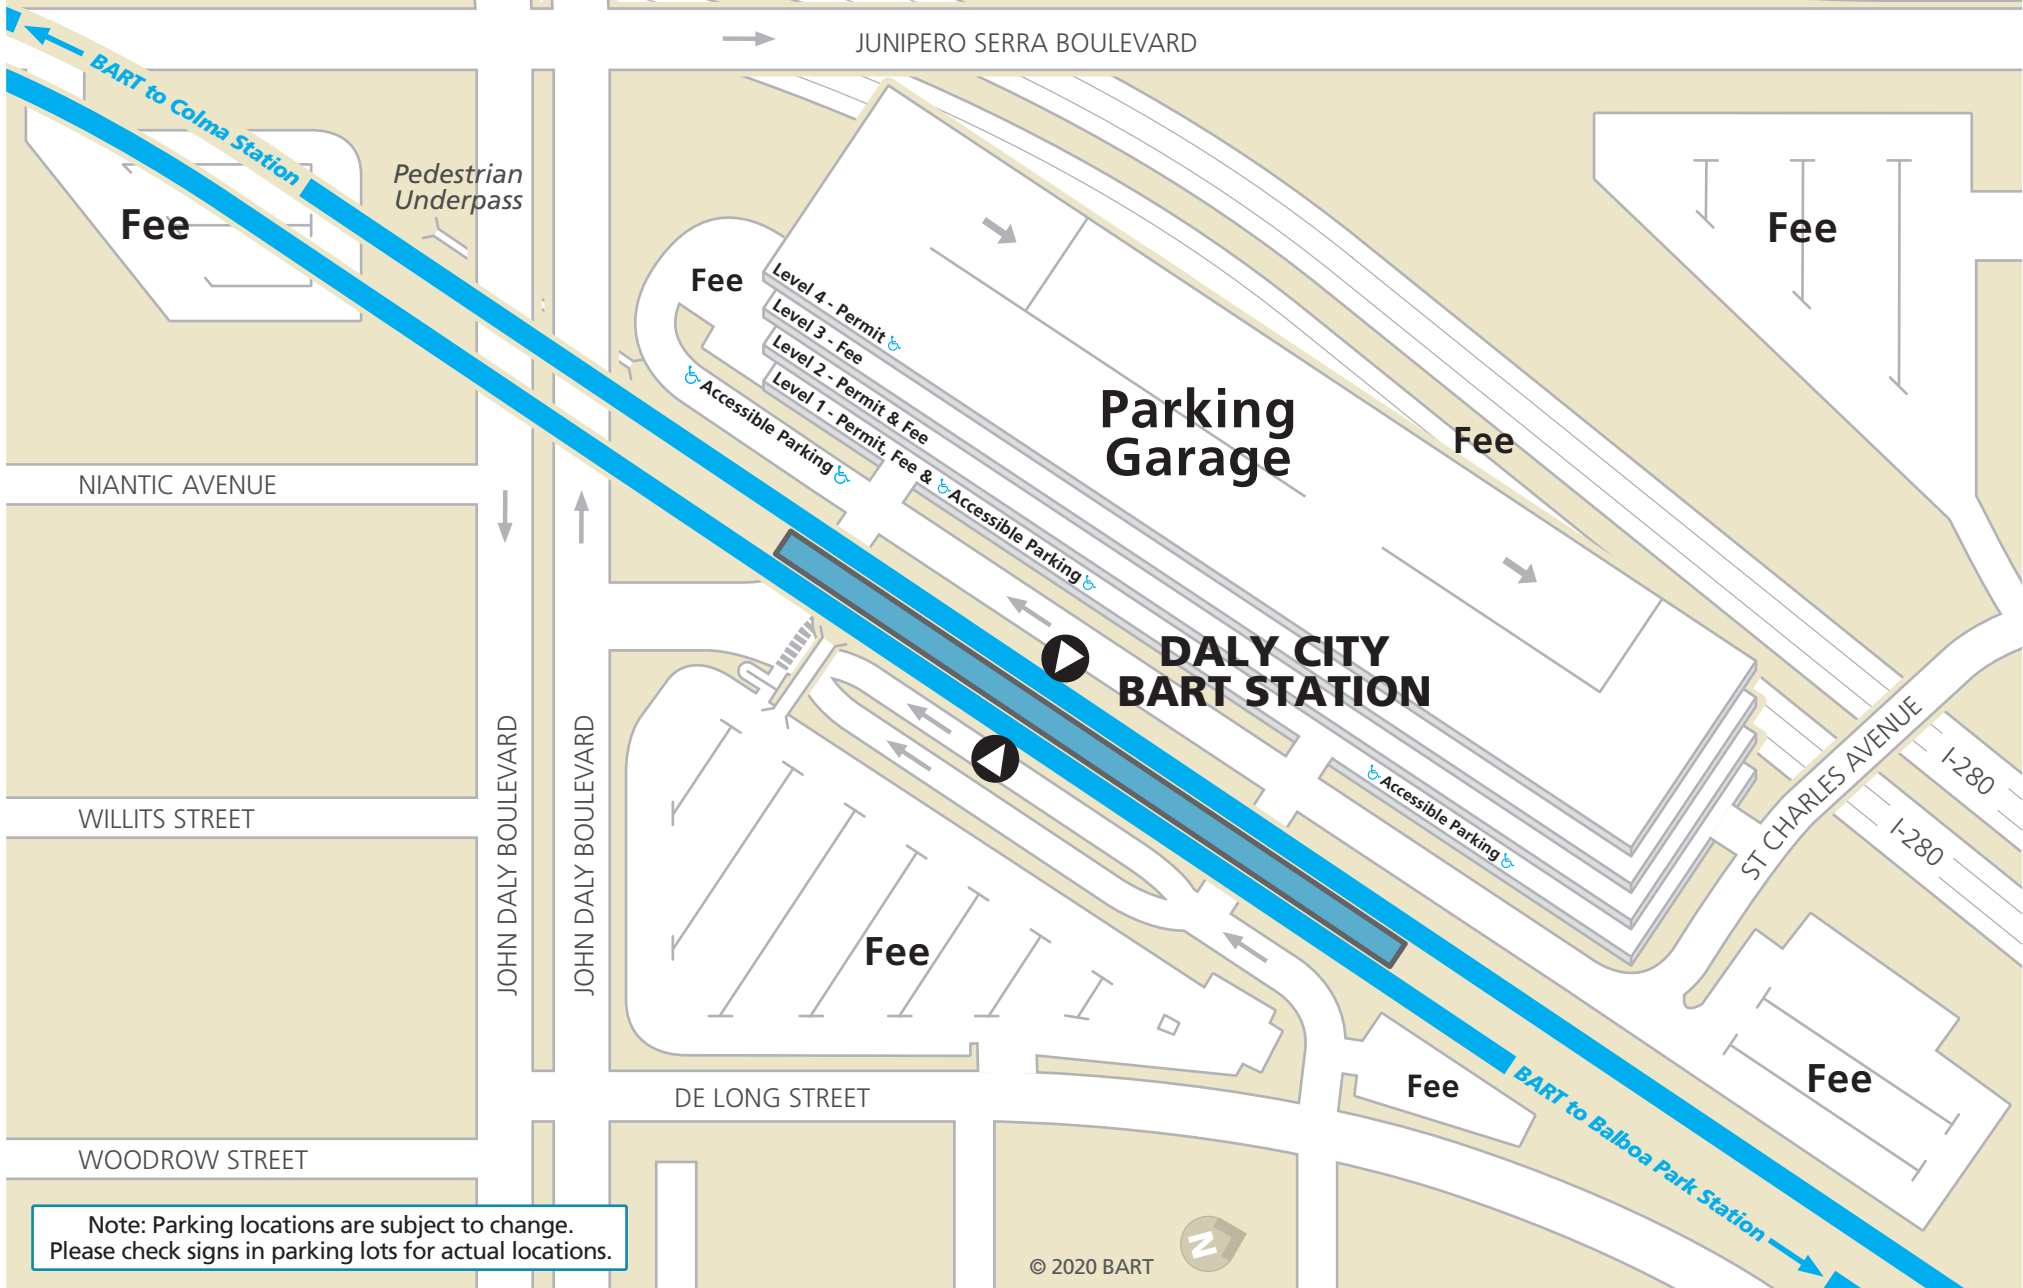 JUNIPERO SERRA BOULEVARD
BART to Colma Station
Pedestrian
Underpass
Fee
Fee
Fee
Level 4 - Permit
Level 3 - Fee
Level 2 - Permit & Fee
Level 1 - Permit, Fee & Accessible Parking
Accessible Parking
Parking
Garage
Fee
NIANTIC AVENUE
DALY CITY
BART STATION
Accessible Parking
I-280
I-280
ST CHARLES AVENUE
WILLITS STREET
JOHN DALY BOULEVARD
JOHN DALY BOULEVARD
Fee
Fee
Fee
BART to Balboa Park Station
DE LONG STREET
WOODROW STREET
Note: Parking locations are subject to change.
Please check signs in parking lots for actual locations.
© 2020 BART
N